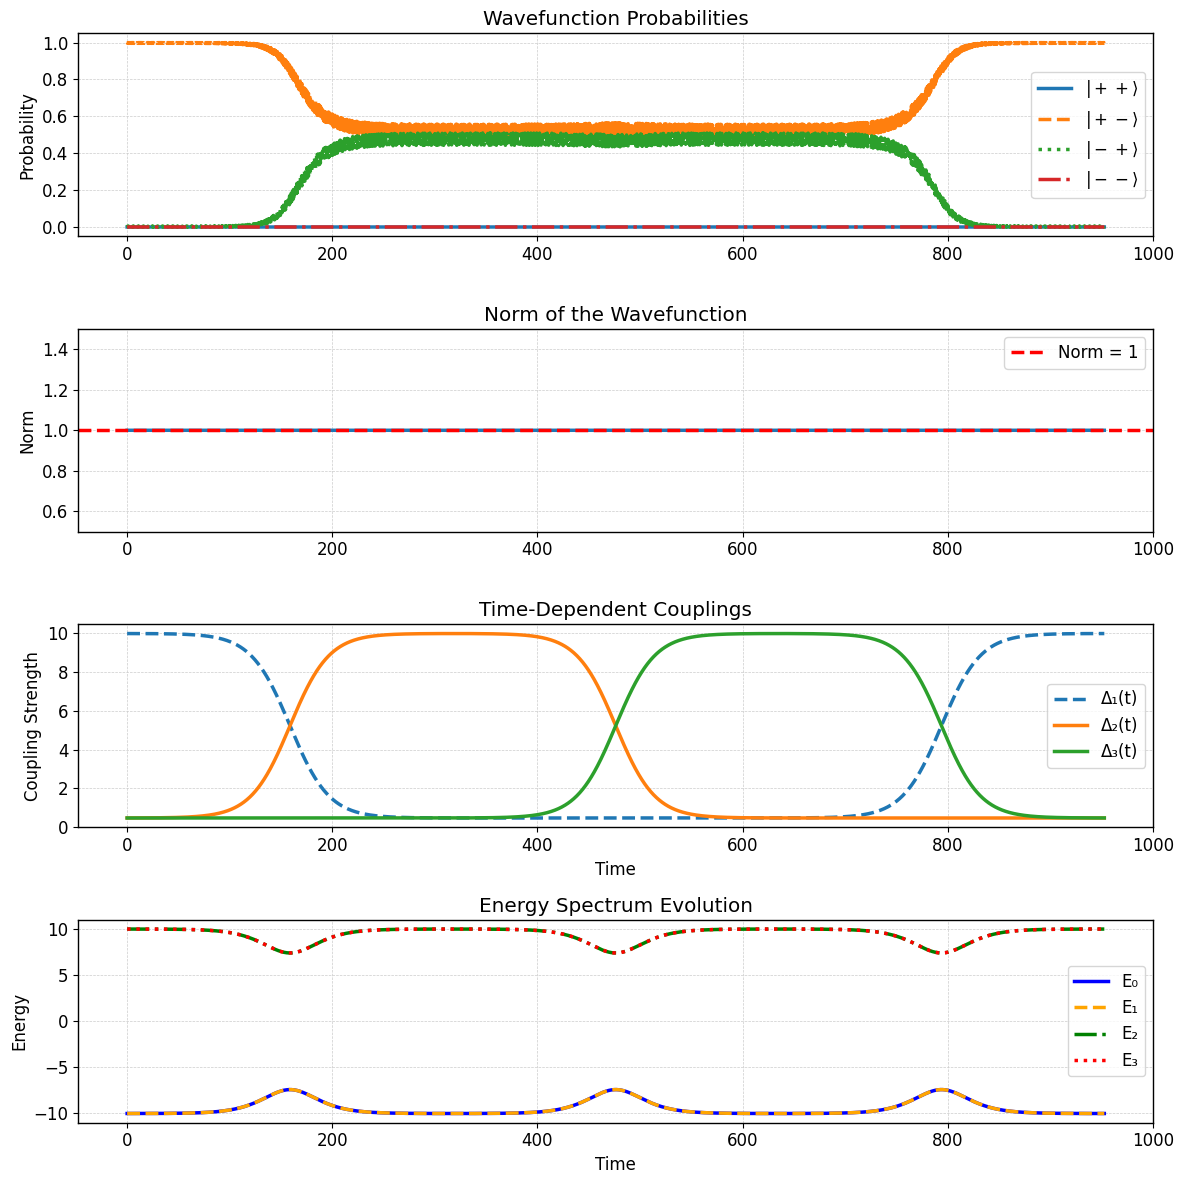 Wavefunction Probabilities
Probability
1.0
0.8
0.6
0.4
0.2
0.0
|+ +⟩
|+ −⟩
|− +⟩
|− −⟩
0 200 400 600 800 1000
Norm of the Wavefunction
Norm
1.4
1.2
1.0
0.8
0.6
Norm = 1
0 200 400 600 800 1000
Time-Dependent Couplings
Coupling Strength
10
8
6
4
2
0
Δ₁(t)
Δ₂(t)
Δ₃(t)
0 200 400 600 800 1000
Time
Energy Spectrum Evolution
Energy
10
5
0
−5
−10
E₀
E₁
E₂
E₃
0 200 400 600 800 1000
Time